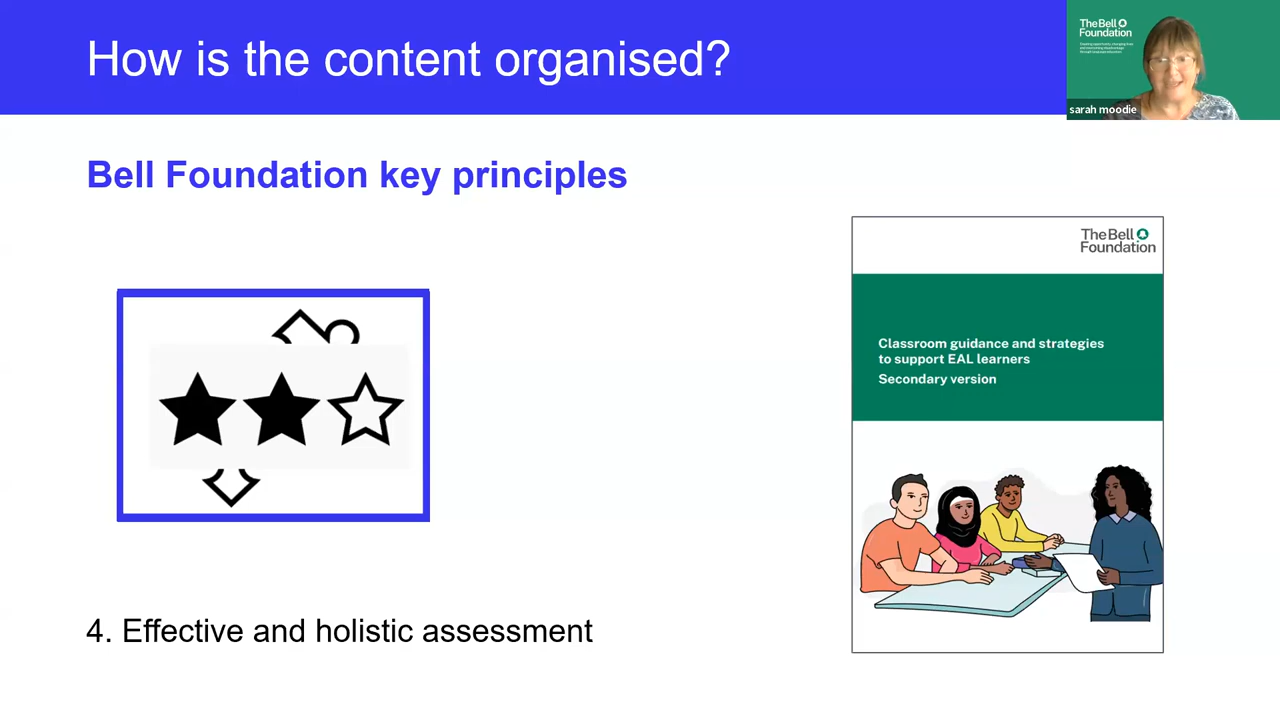 How is the content organised?
The Bell
Foundation
sarah moodie
Bell Foundation key principles
The Bell
Foundation
Classroom guidance and strategies
to support EAL learners
Secondary version
4. Effective and holistic assessment